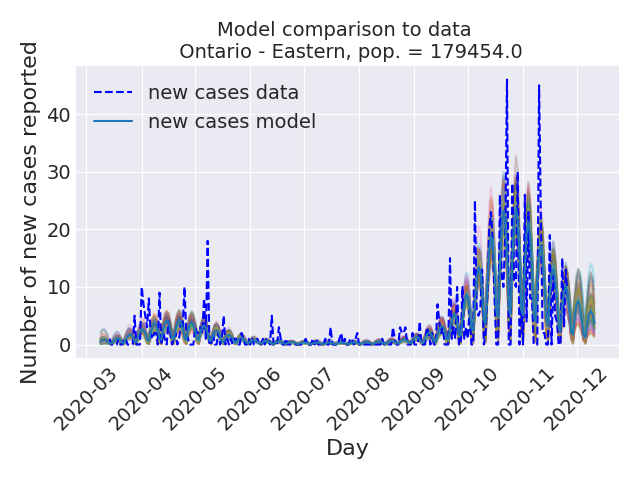 Model comparison to data
Ontario - Eastern, pop. = 179454.0
Number of new cases reported
new cases data
new cases model
40
30
20
10
0
2020-03
2020-04
2020-05
2020-06
2020-07
2020-08
2020-09
2020-10
2020-11
2020-12
Day